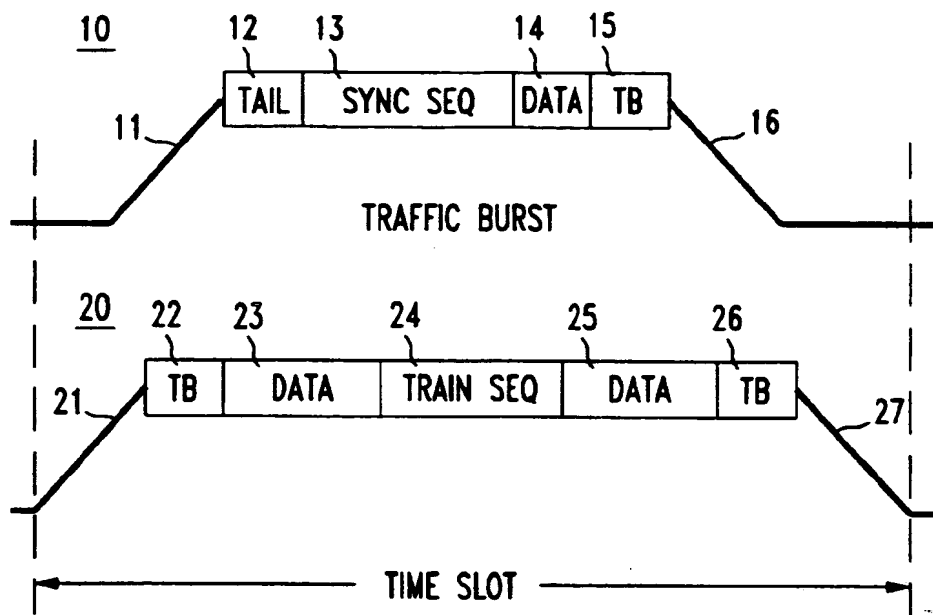 10
12 13 14 15
TAIL SYNC SEQ DATA TB
11 16
TRAFFIC BURST
20
22 23 24 25 26
TB DATA TRAIN SEQ DATA TB
21 27
TIME SLOT